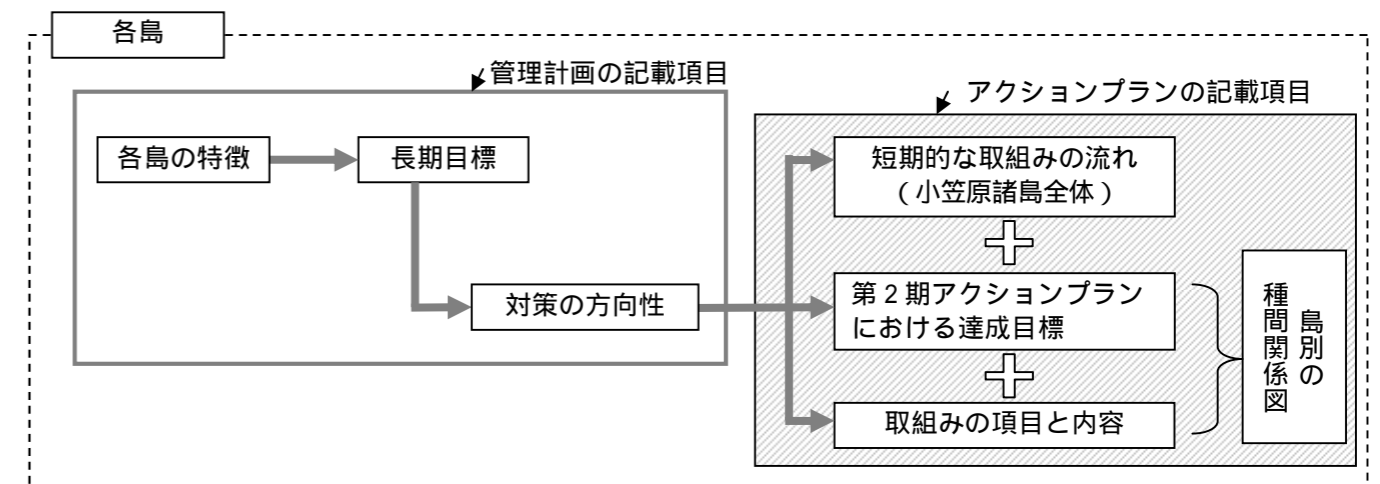 各島
管理計画の記載項目
アクションプランの記載項目
各島の特徴
長期目標
対策の方向性
短期的な取組みの流れ
（小笠原諸島全体）
第２期アクションプラン
における達成目標
取組みの項目と内容
島別の
種間関係図